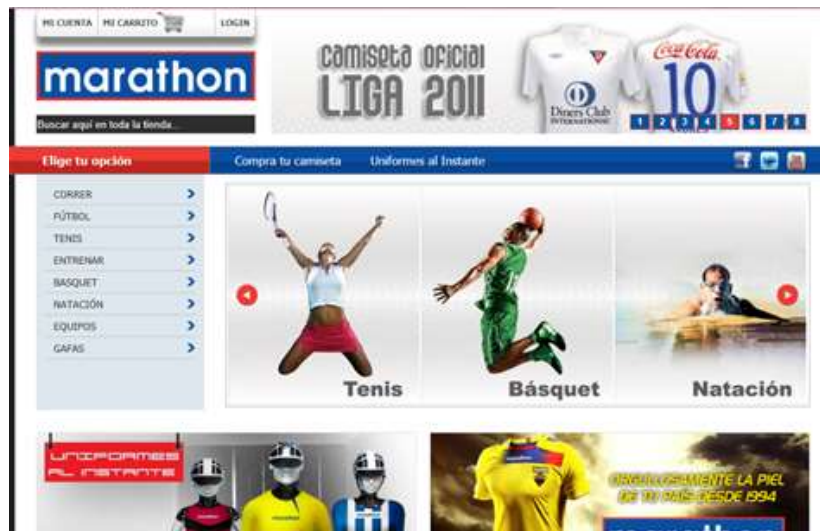 MI CUENTA MI CARRITO LOGIN
marathon
Buscar aquí en toda la tienda...
camiseta oficial
LIGA 2011
Diners Club
INTERNATIONAL
Coca-Cola
10
1 2 3 4 5 6 7 8
Elige tu opción Compra tu camiseta Uniformes al Instante
CORRER
FÚTBOL
TENIS
ENTRENAR
BASQUET
NATACIÓN
EQUIPOS
GAFAS
Tenis Básquet Natación
UNIFORMES
AL INSTANTE
ORGULLOSAMENTE LA PIEL
DE TU PAÍS DESDE 1994
marathon